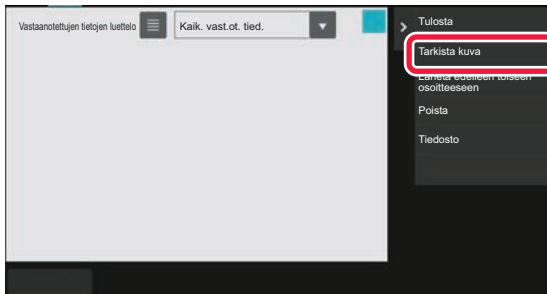 Vastaanotettujen tietojen luettelo
Kaik. vast.ot. tied.
Tulosta
Tarkista kuva
Lähetä edelleen toiseen
osoitteeseen
Poista
Tiedosto